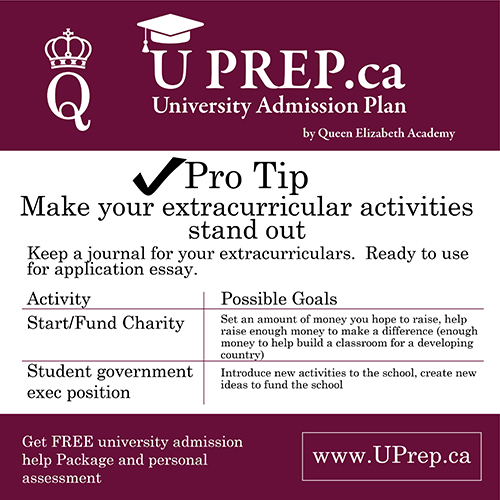 Q
U PREP.ca
University Admission Plan
by Queen Elizabeth Academy
Pro Tip
Make your extracurricular activities
stand out
Keep a journal for your extracurriculars. Ready to use
for application essay.
Activity
Possible Goals
Start/Fund Charity
Set an amount of money you hope to raise, help
raise enough money to make a difference (enough
money to help build a classroom for a developing
country)
Student government
exec position
Introduce new activities to the school, create new
ideas to fund the school
Get FREE university admission
help Package and personal
assessment
www.UPrep.ca